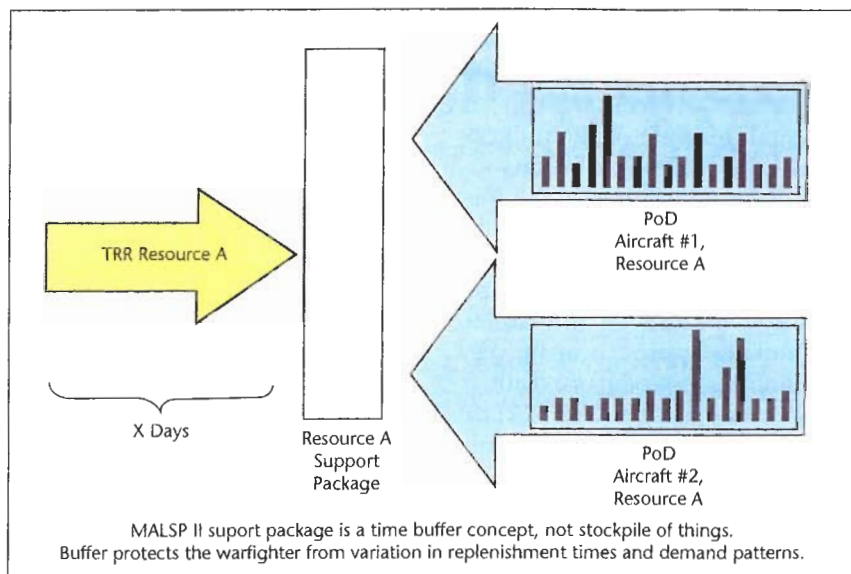 TRR Resource A
X Days
Resource A
Support
Package
PoD
Aircraft #1,
Resource A
PoD
Aircraft #2,
Resource A
MALSP II suport package is a time buffer concept, not stockpile of things.
Buffer protects the warfighter from variation in replenishment times and demand patterns.